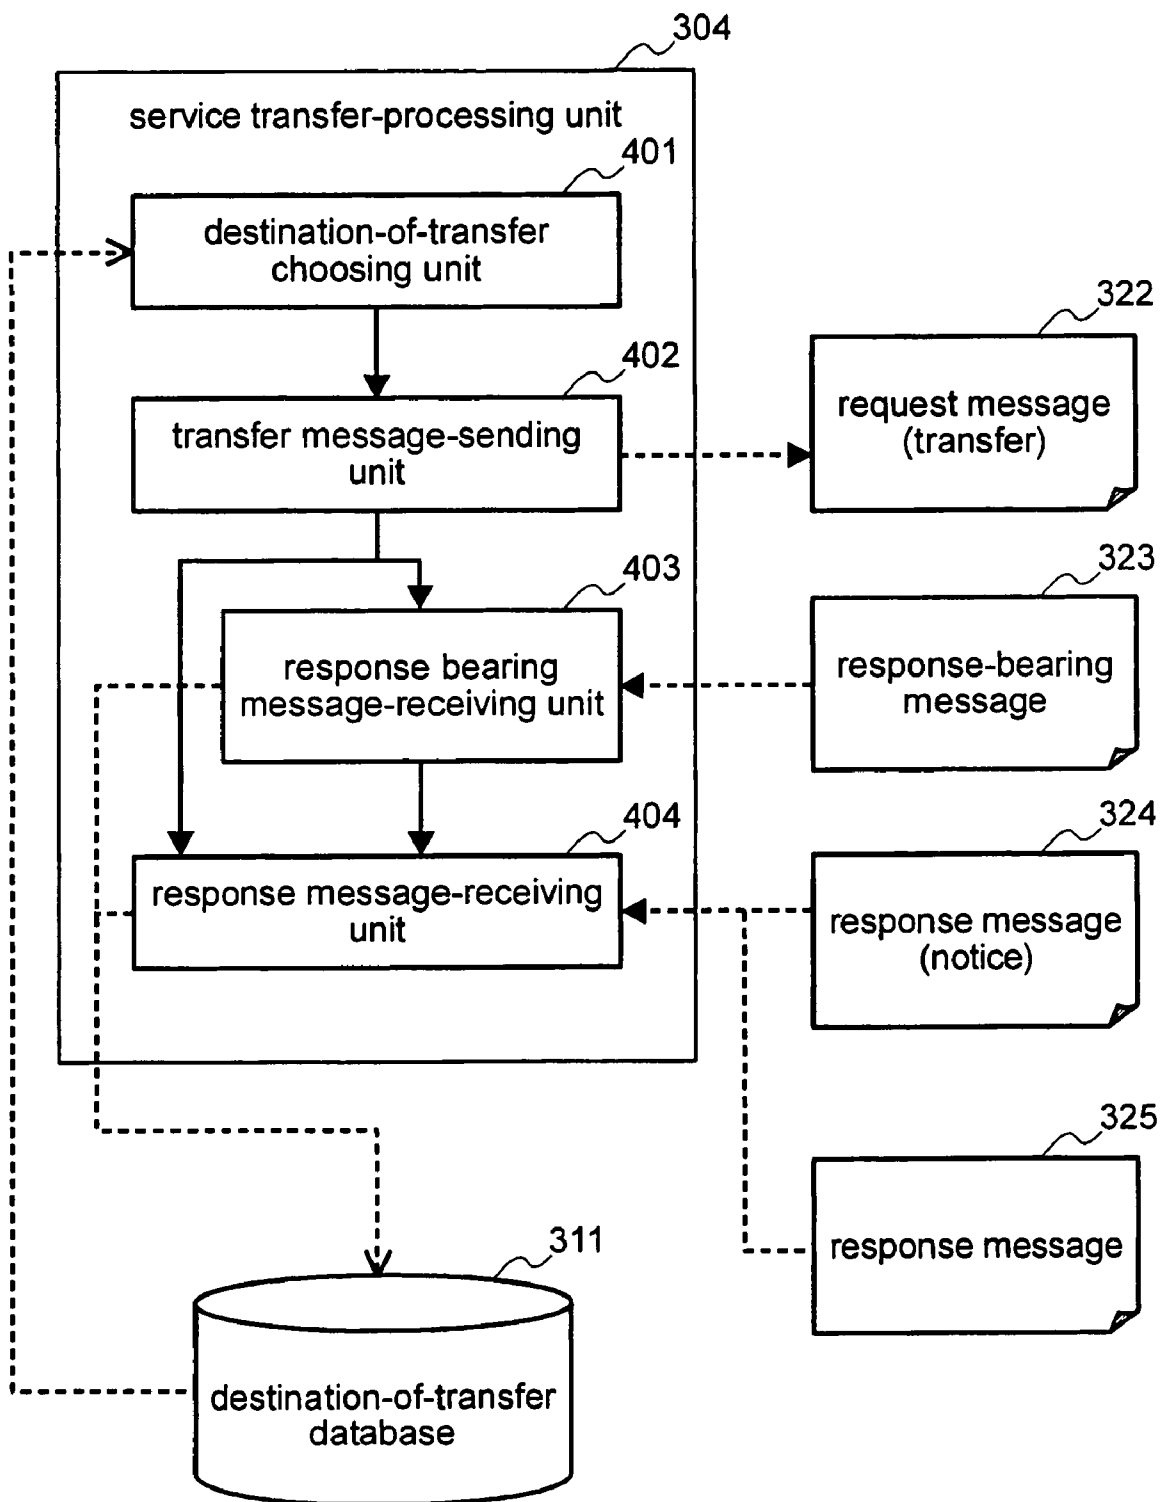 304
service transfer-processing unit
401
destination-of-transfer
choosing unit
322
402
request message
(transfer)
transfer message-sending
unit
403
323
response bearing
message-receiving unit
response-bearing
message
404
324
response message-receiving
unit
response message
(notice)
325
response message
311
destination-of-transfer
database